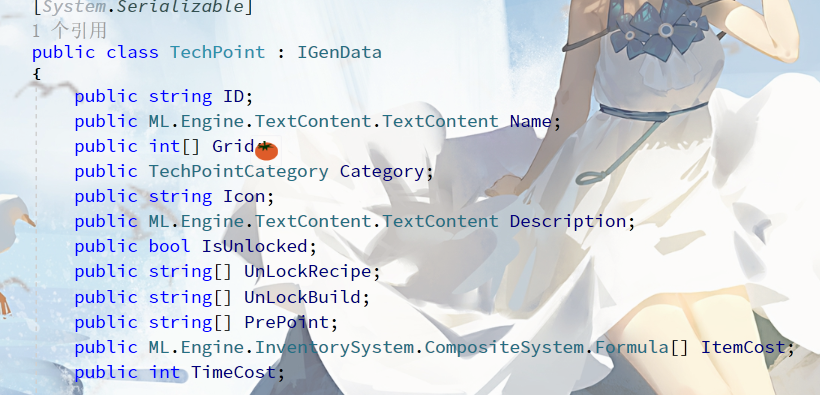 [System.Serializable]
1 个引用
public class TechPoint : IGenData
{
public string ID;
public ML.Engine.TextContent.TextContent Name;
public int[] Grid
public TechPointCategory Category;
public string Icon;
public ML.Engine.TextContent.TextContent Description;
public bool IsUnlocked;
public string[] UnLockRecipe;
public string[] UnLockBuild;
public string[] PrePoint;
public ML.Engine.InventorySystem.CompositeSystem.Formula[] ItemCost;
public int TimeCost;